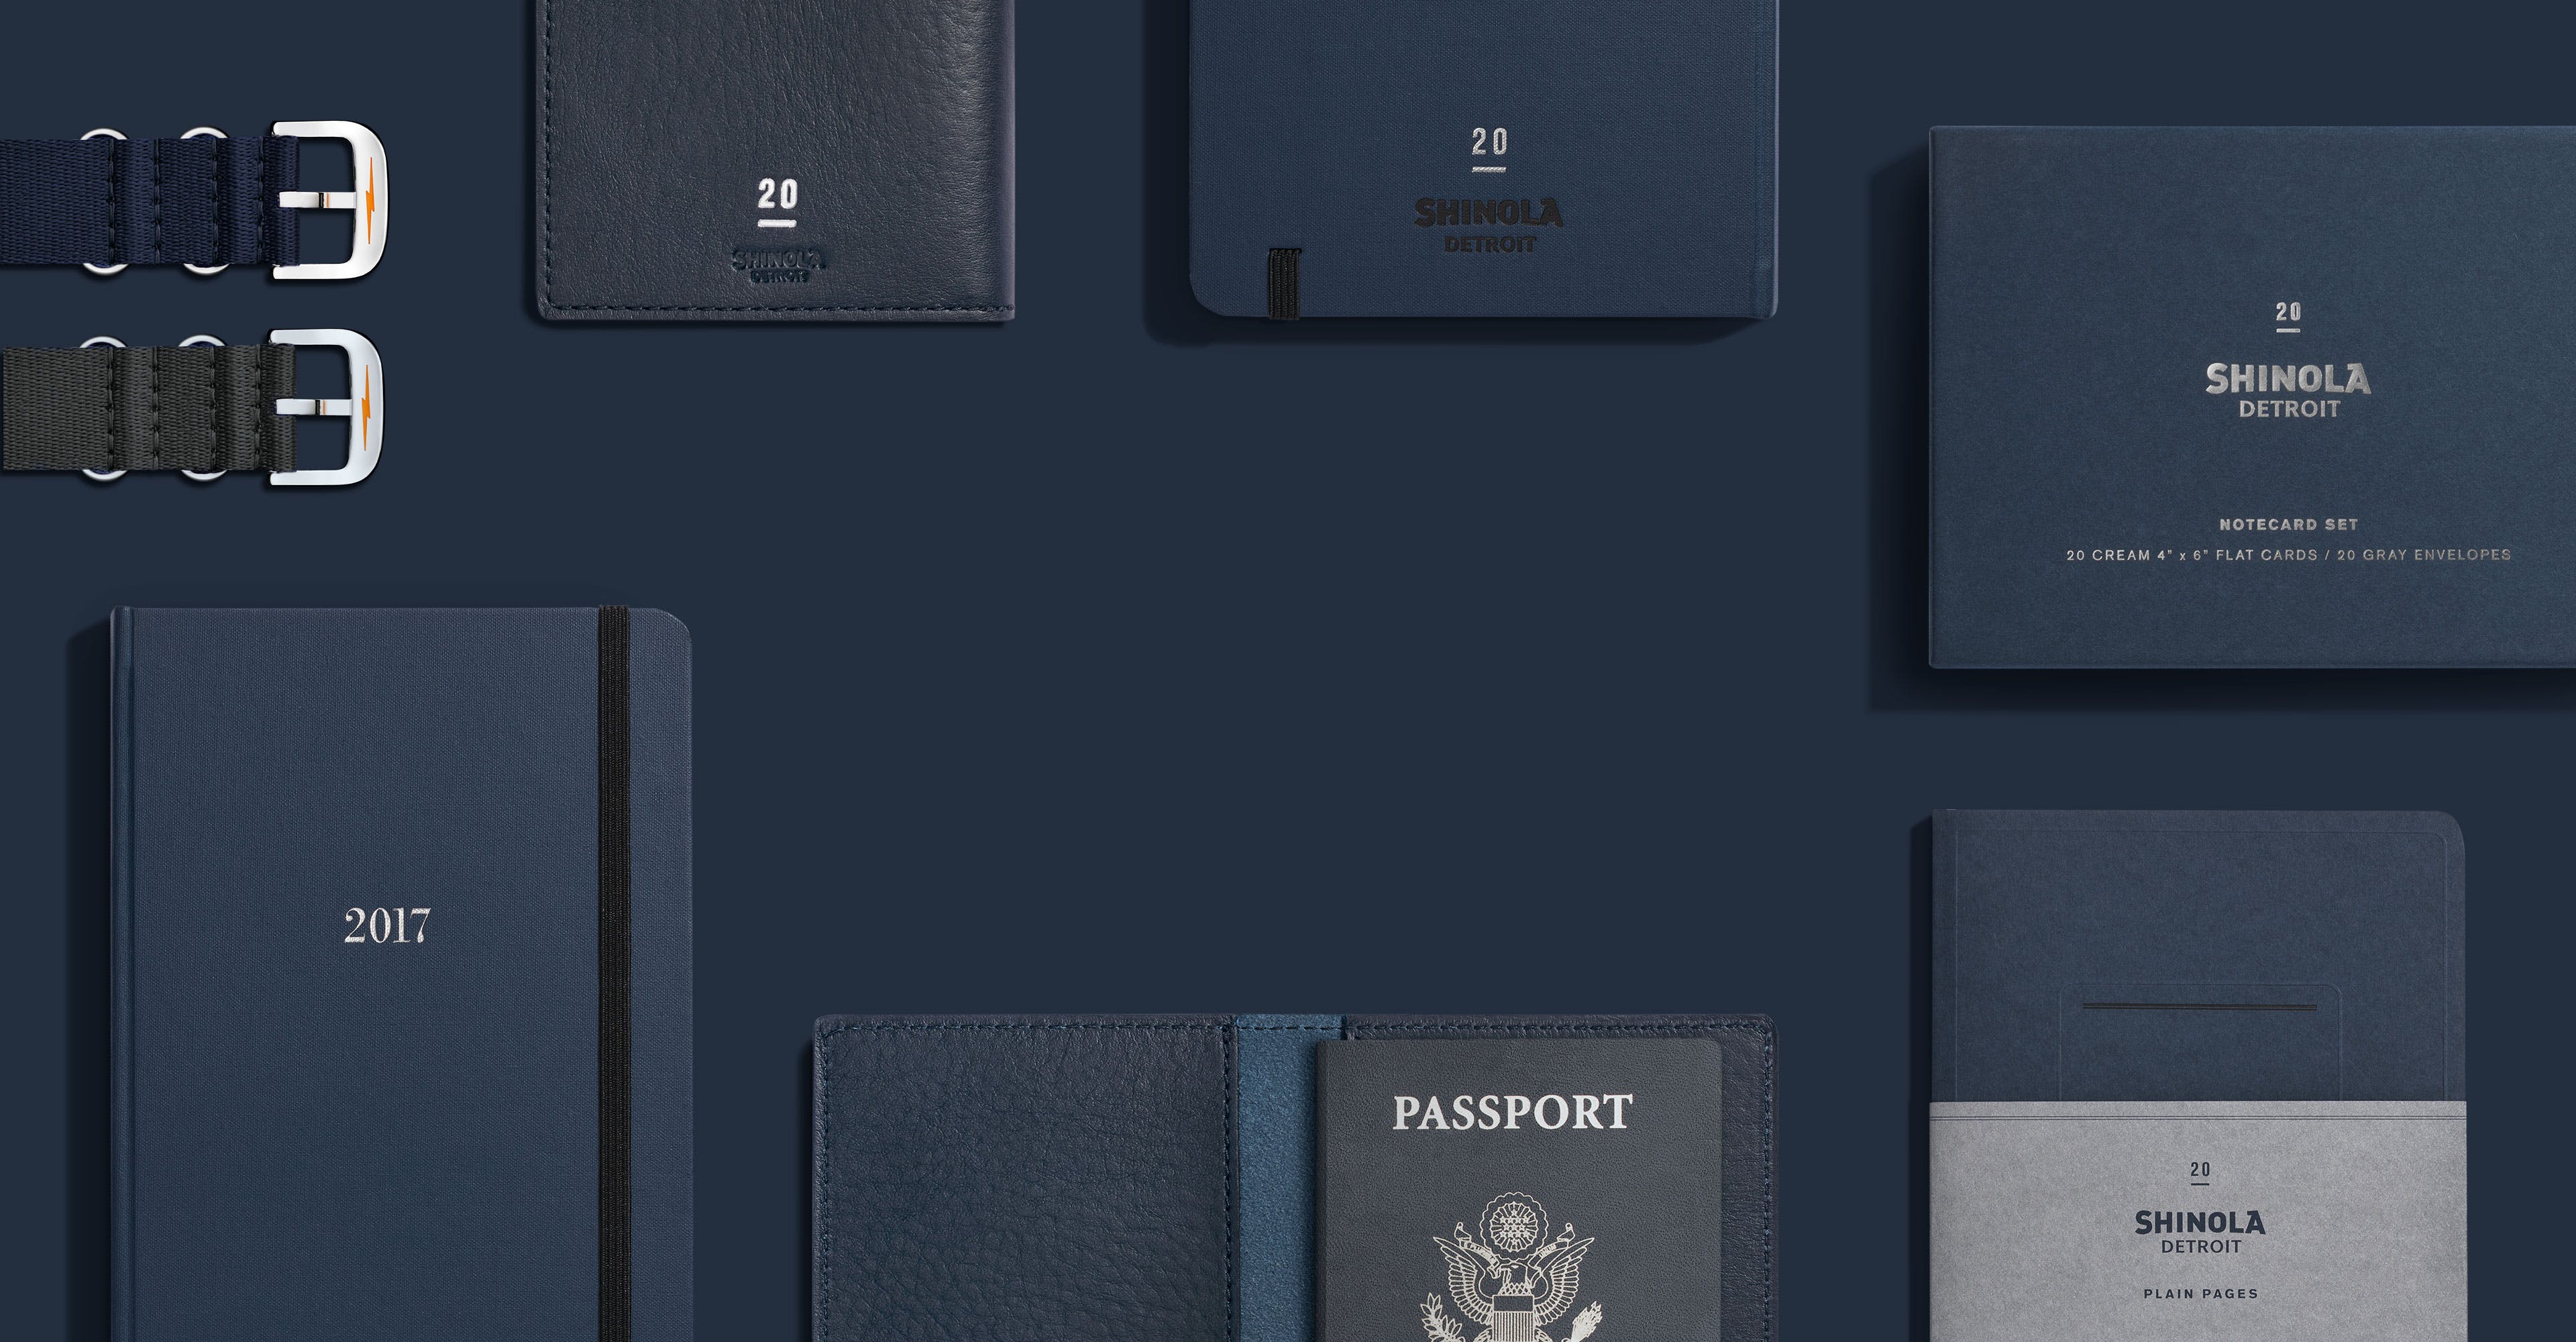 20
SHINOLA
DETROIT
20
SHINOLA
DETROIT
20
SHINOLA
DETROIT
NOTECARD SET
20 CREAM 4" x 6" FLAT CARDS / 20 GRAY ENVELOPES
2017
PASSPORT
20
SHINOLA
DETROIT
PLAIN PAGES